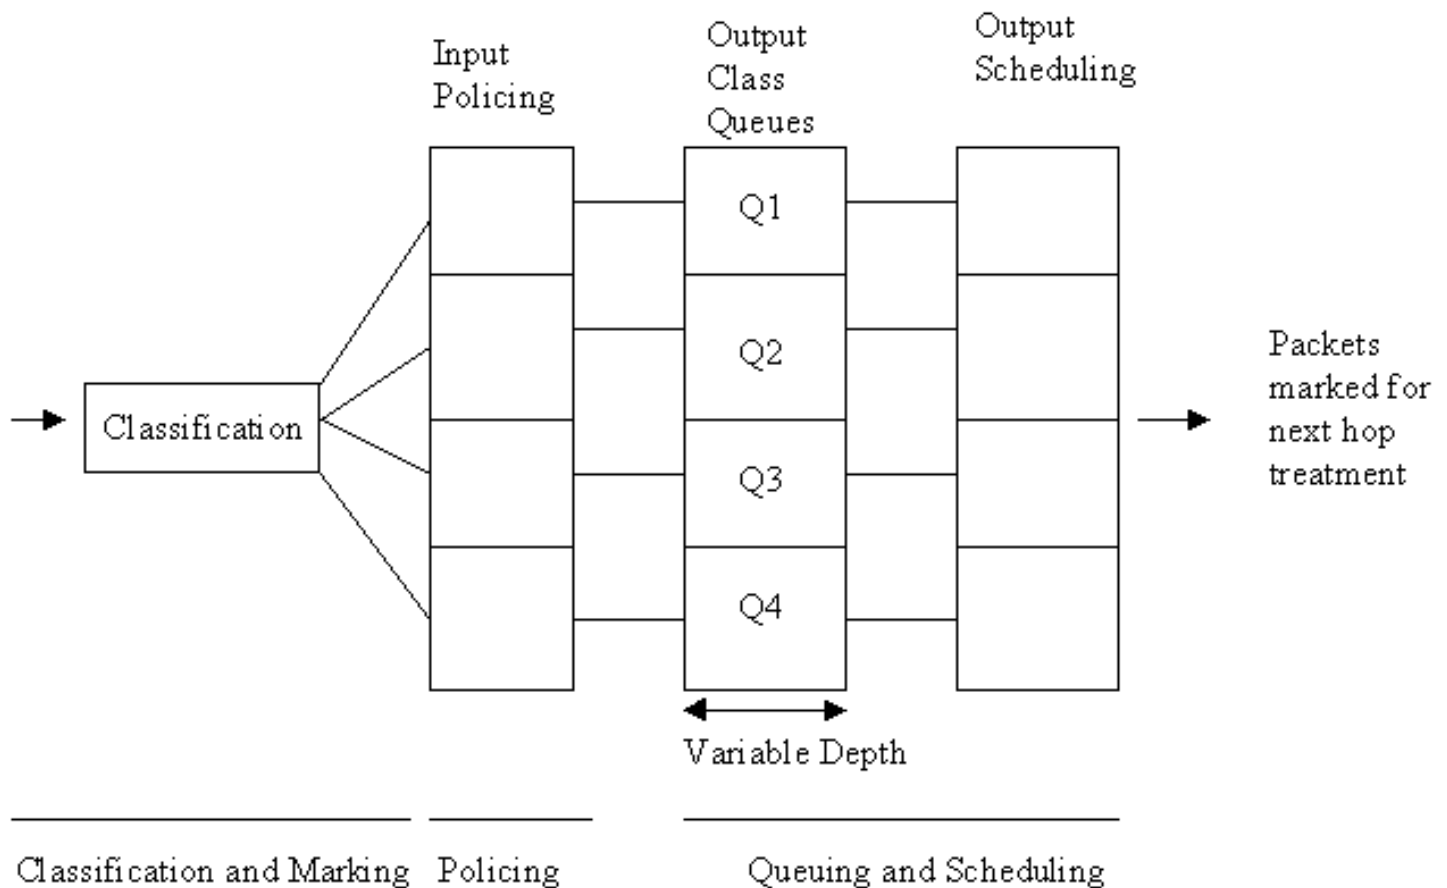 Input
Policing
Output
Class
Queues
Output
Scheduling
Classification
Q1
Q2
Q3
Q4
Packets
marked for
next hop
treatment
Variable Depth
Classification and Marking
Policing
Queuing and Scheduling